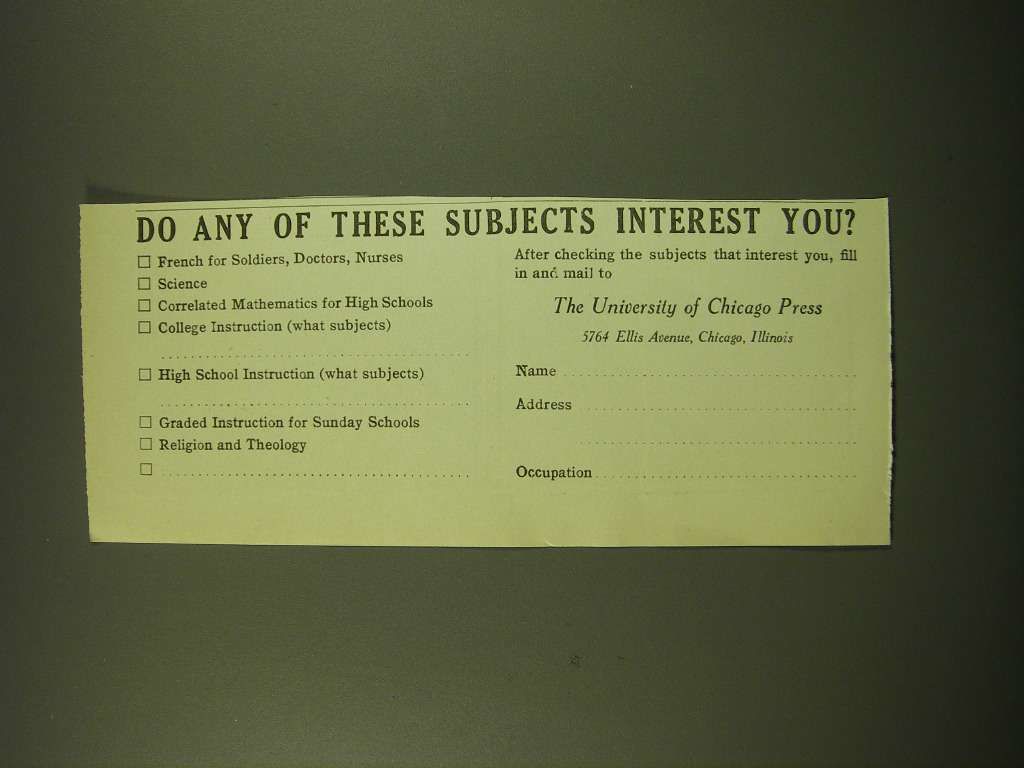 DO ANY OF THESE SUBJECTS INTEREST YOU?
☐ French for Soldiers, Doctors, Nurses
☐ Science
☐ Correlated Mathematics for High Schools
☐ College Instruction (what subjects)
☐ High School Instruction (what subjects)
☐ Graded Instruction for Sunday Schools
☐ Religion and Theology
☐
After checking the subjects that interest you, fill
in and mail to
The University of Chicago Press
5764 Ellis Avenue, Chicago, Illinois
Name
Address
Occupation